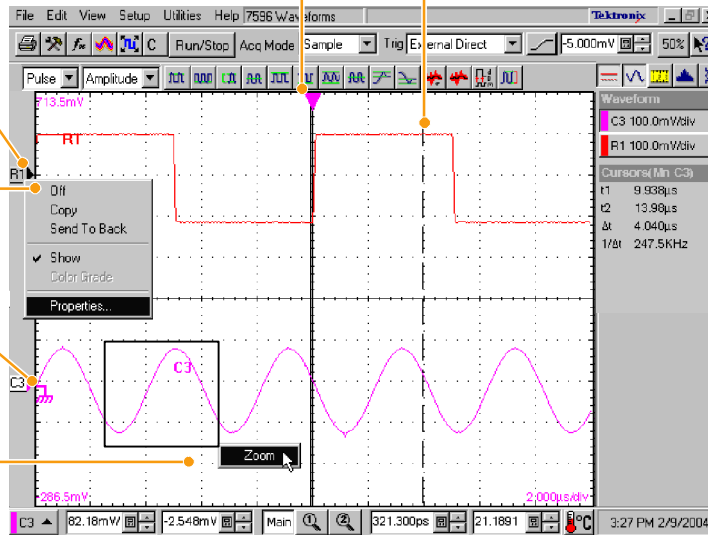 File Edit View Setup Utilities Help 7596 Waveforms Tektronix
C Run/Stop Acq Mode Sample Trig External Direct -5.000mV 50%
Pulse Amplitude
713.5mV
Waveform
C3 100.0mV/div
R1
R1 100.0mV/div
R1
Cursors(Mn C3)
Off
t1 9.938µs
Copy
t2 13.98µs
Send To Back
Δt 4.040µs
1/Δt 247.5KHz
Show
Color Grade
Properties...
C3
C3
Zoom
-286.5mV
2.000µs/div
C3 82.18mV -2.548mV Main 1 2 321.300ps 21.1891 °C 3:27 PM 2/9/2004